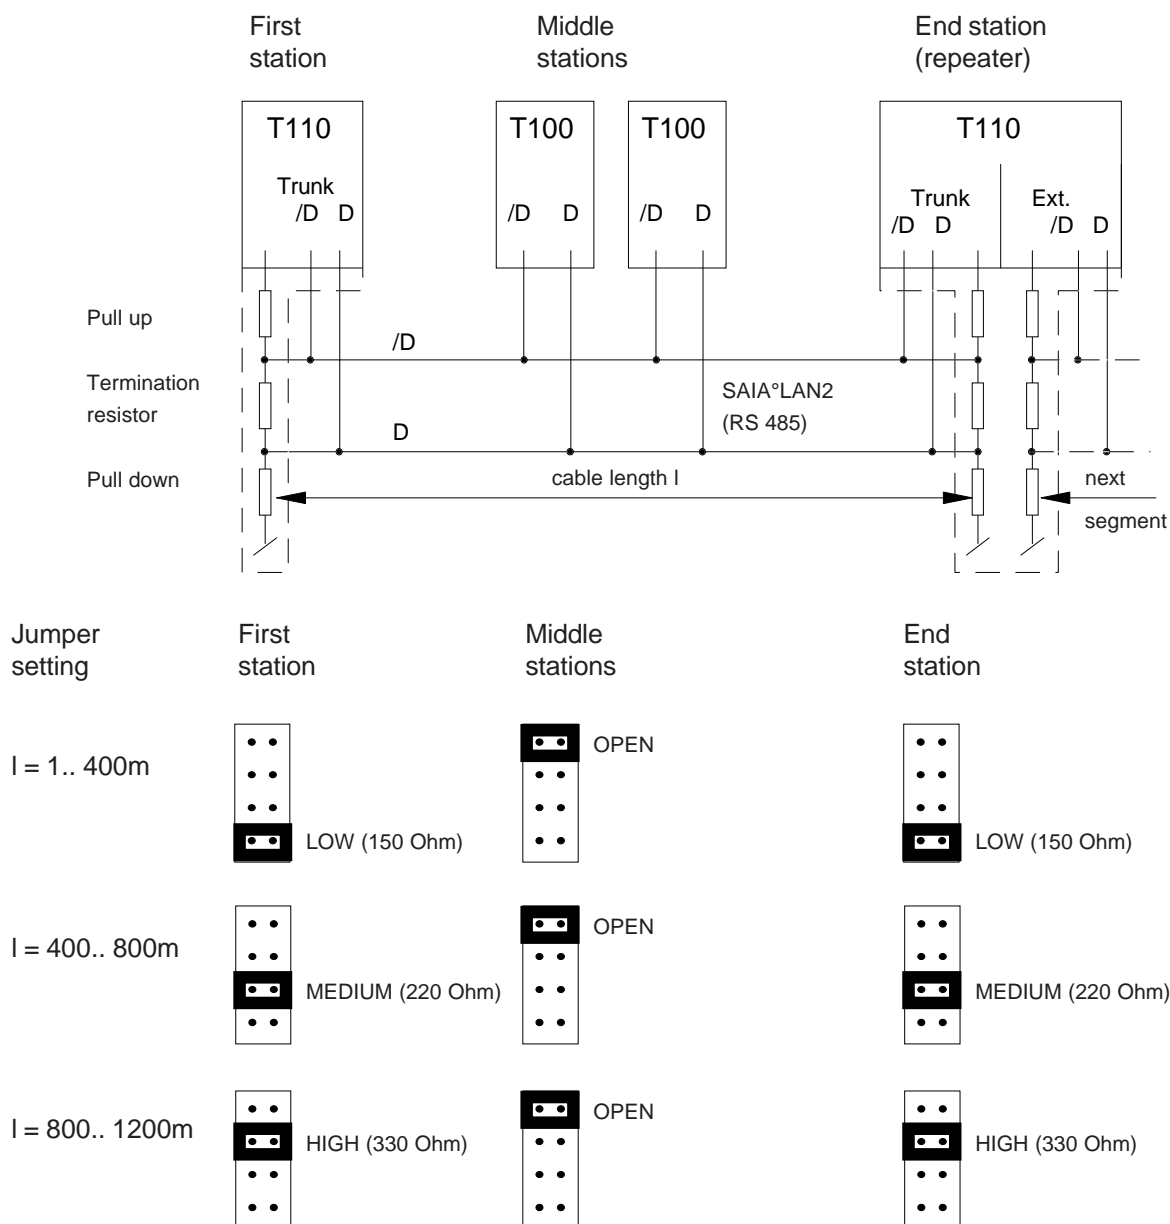 First station
Middle stations
End station (repeater)
T110
T100
T100
T110
Trunk
/D D
/D D
/D D
Trunk
/D D
Ext.
/D D
Pull up
/D
Termination resistor
SAIA°LAN2 (RS 485)
D
Pull down
cable length l
next segment
Jumper setting
First station
Middle stations
End station
l = 1.. 400m
LOW (150 Ohm)
OPEN
LOW (150 Ohm)
l = 400.. 800m
MEDIUM (220 Ohm)
OPEN
MEDIUM (220 Ohm)
l = 800.. 1200m
HIGH (330 Ohm)
OPEN
HIGH (330 Ohm)